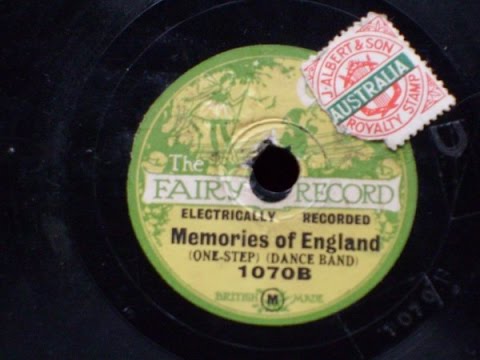 J. ALBERT & SON
AUSTRALIA
ROYALTY STAMP
The
FAIRY RECORD
ELECTRICALLY RECORDED
Memories of England
(ONE-STEP) (DANCE BAND)
1070B
BRITISH M MADE
1070